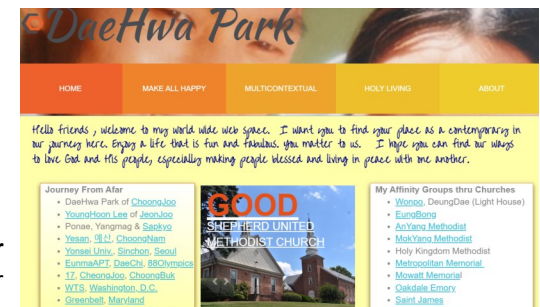 DaeHwa Park
HOME MAKE ALL HAPPY MULTICONTEXTUAL HOLY LIVING ABOUT
Hello friends , welcome to my world wide web space. I want you to find your place as a contemporary in
our journey here. Enjoy a life that is fun and fabulous. you matter to us. I hope you can find our ways
to love God and His people, especially making people blessed and living in peace with one another.
Journey From Afar
DaeHwa Park of ChoongJoo
YoungHoon Lee of JeonJoo
Ponae, Yangmag & Sapkyo
Yesan, 예산, ChoongNam
Yonsei Univ., Sinchon, Seoul
EunmaAPT, DaeChi, 88Olympics
17, CheongJoo, ChoongBuk
WTS, Washington, D.C.
Greenbelt, Maryland
GOOD
SHEPHERD UNITED
METHODIST CHURCH
My Affinity Groups thru Churches
Wonpo, DeungDae (Light House)
EungBong
AnYang Methodist
MokYang Methodist
Holy Kingdom Methodist
Metropolitan Memorial
Mowatt Memorial
Oakdale Emory
Saint James